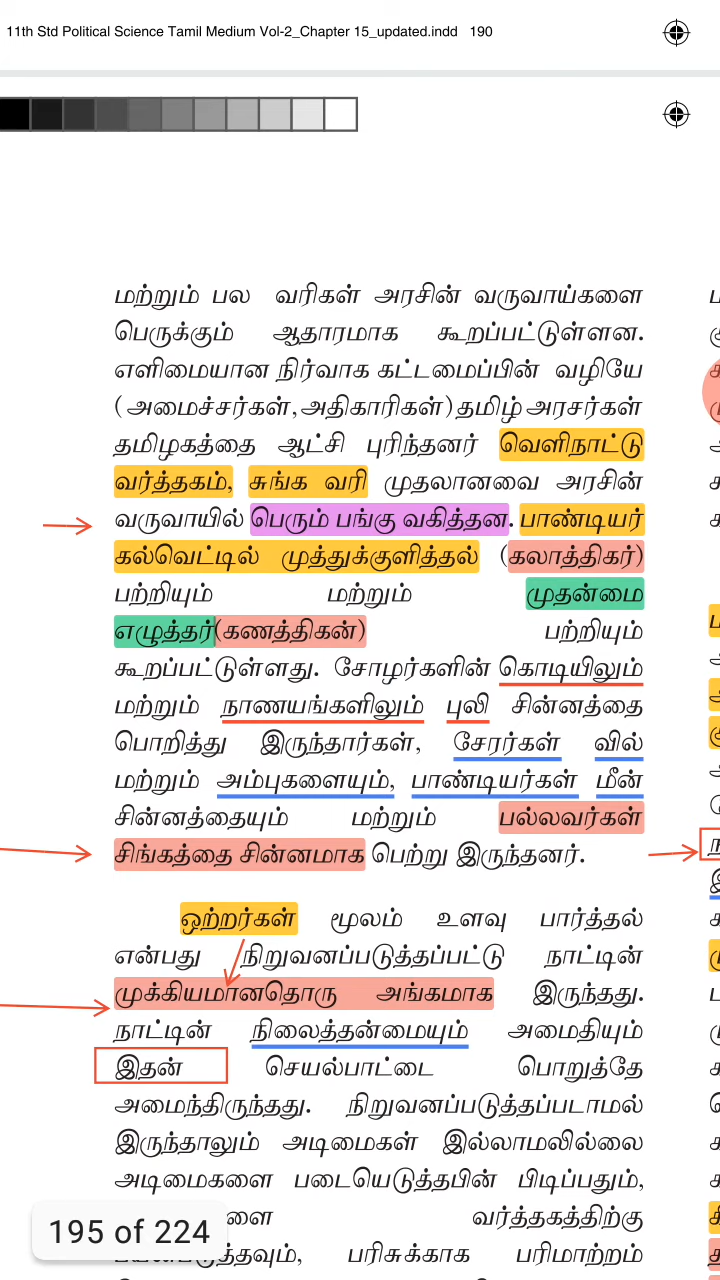 11th Std Political Science Tamil Medium Vol-2_Chapter 15_updated.indd 190
மற்றும் பல வரிகள் அரசின் வருவாய்களை
பெருக்கும் ஆதாரமாக கூறப்பட்டுள்ளன.
எளிமையான நிர்வாக கட்டமைப்பின் வழியே
(அமைச்சர்கள்,அதிகாரிகள்) தமிழ் அரசர்கள்
தமிழகத்தை ஆட்சி புரிந்தனர் வெளிநாட்டு
வர்த்தகம், சுங்க வரி முதலானவை அரசின்
வருவாயில் பெரும் பங்கு வகித்தன. பாண்டியர்
கல்வெட்டில் முத்துக்குளித்தல் (கலாத்திகர்)
பற்றியும் மற்றும் முதன்மை
எழுத்தர்(கணத்திகன்) பற்றியும்
கூறப்பட்டுள்ளது. சோழர்களின் கொடியிலும்
மற்றும் நாணயங்களிலும் புலி சின்னத்தை
பொறித்து இருந்தார்கள், சேரர்கள் வில்
மற்றும் அம்புகளையும், பாண்டியர்கள் மீன்
சின்னத்தையும் மற்றும் பல்லவர்கள்
சிங்கத்தை சின்னமாக பெற்று இருந்தனர்.
ஒற்றர்கள் மூலம் உளவு பார்த்தல்
என்பது நிறுவனப்படுத்தப்பட்டு நாட்டின்
முக்கியமானதொரு அங்கமாக இருந்தது.
நாட்டின் நிலைத்தன்மையும் அமைதியும்
இதன் செயல்பாட்டை பொறுத்தே
அமைந்திருந்தது. நிறுவனப்படுத்தப்படாமல்
இருந்தாலும் அடிமைகள் இல்லாமலில்லை
அடிமைகளை படையெடுத்தபின் பிடிப்பதும்,
வர்த்தகத்திற்கு
பரிசுக்காக பரிமாற்றம்
195 of 224